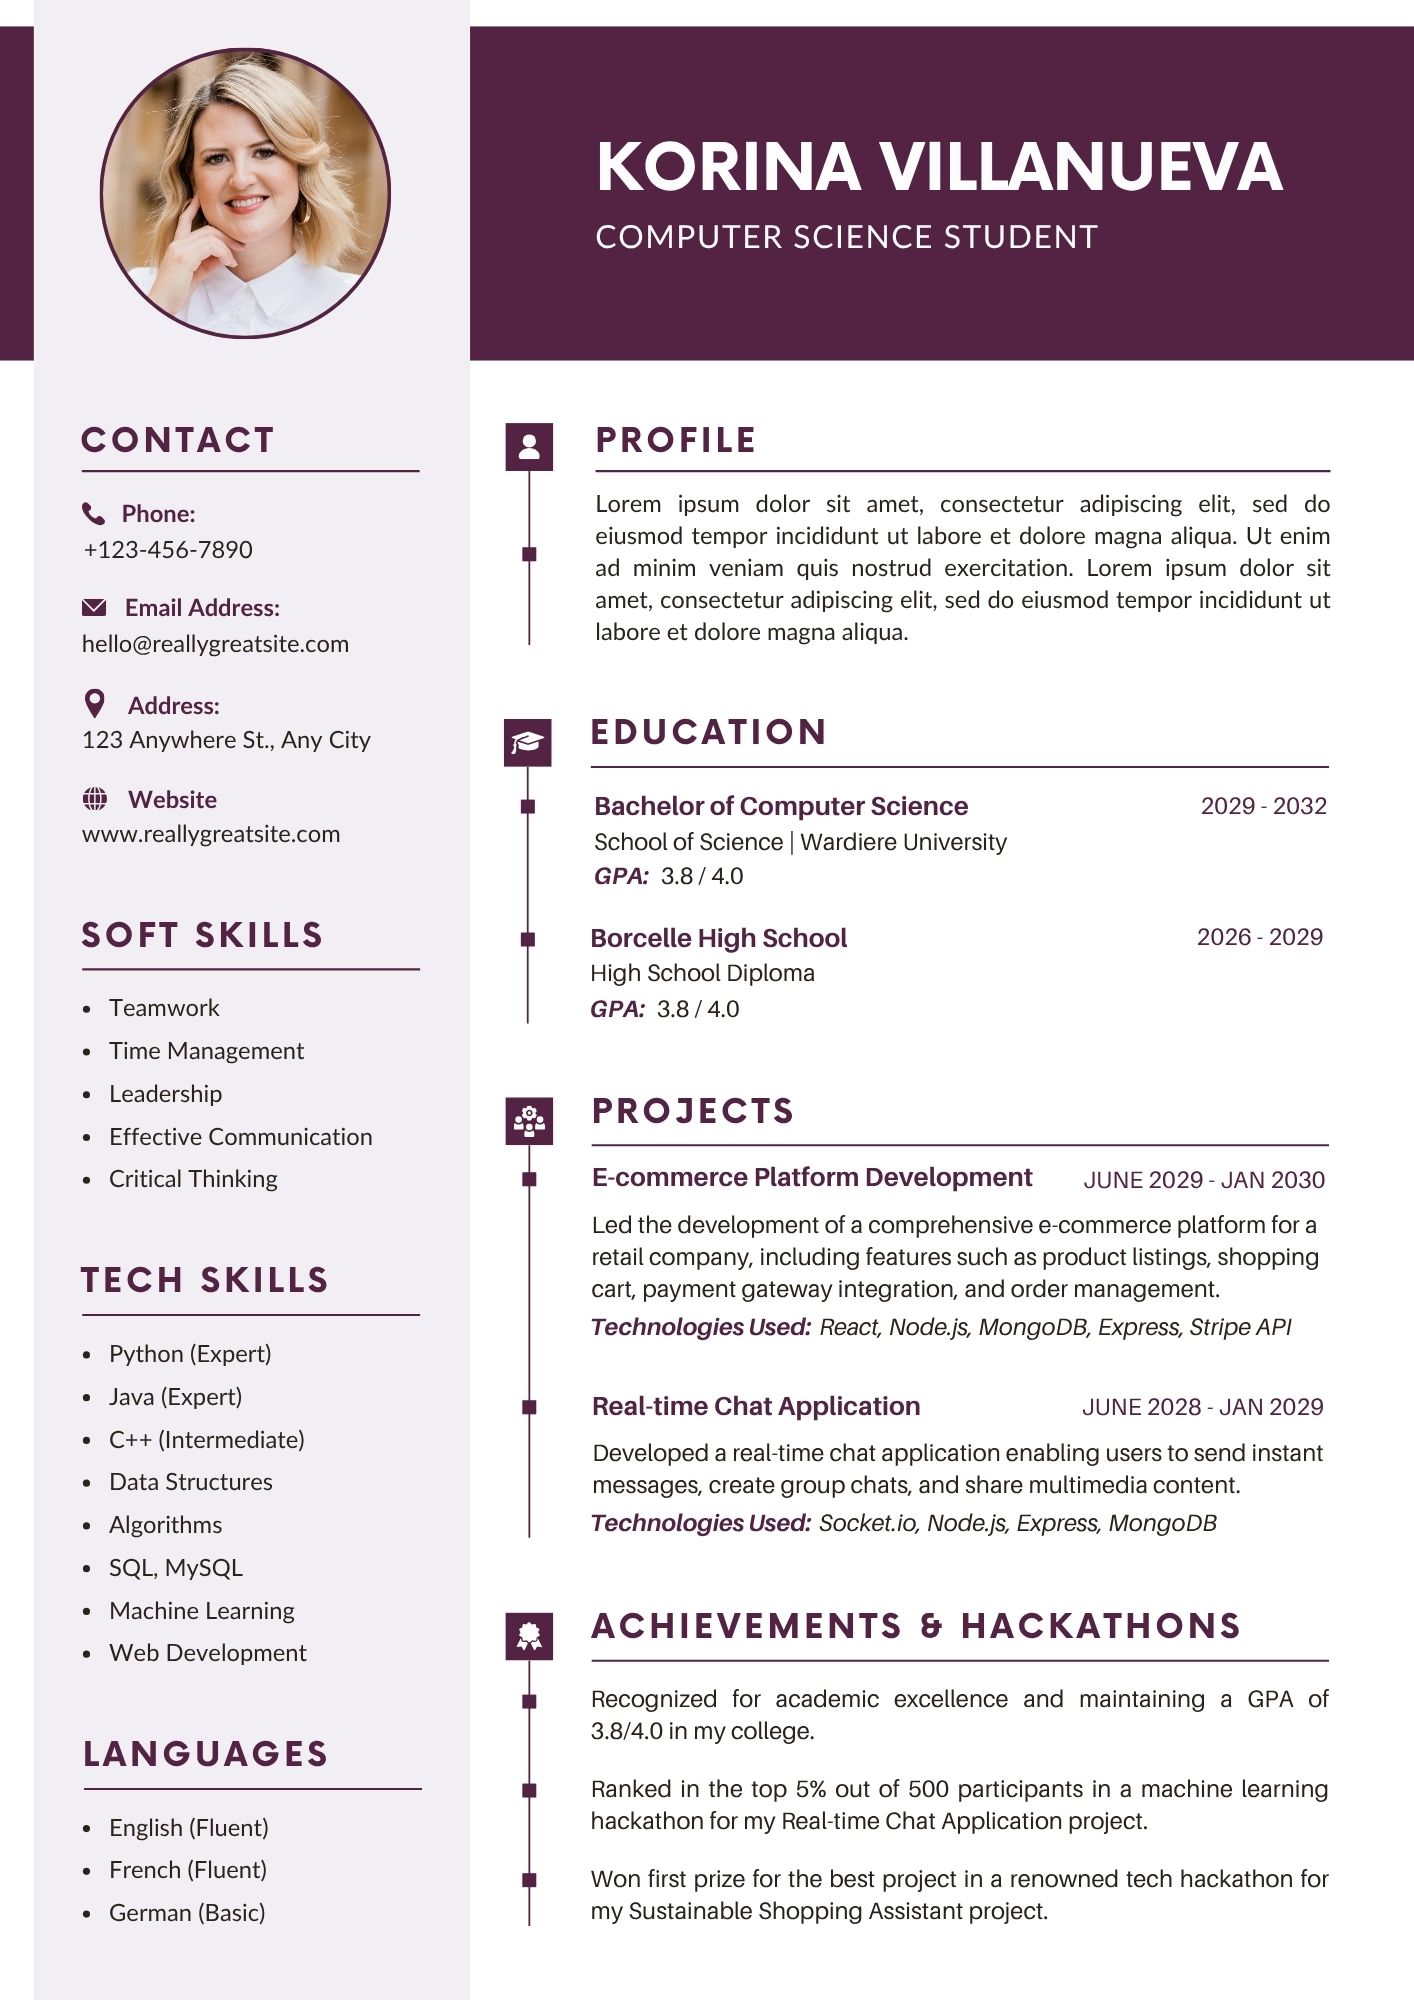 KORINA VILLANUEVA
COMPUTER SCIENCE STUDENT
CONTACT
Phone:
+123-456-7890
Email Address:
hello@reallygreatsite.com
Address:
123 Anywhere St., Any City
Website
www.reallygreatsite.com
SOFT SKILLS
• Teamwork
• Time Management
• Leadership
• Effective Communication
• Critical Thinking
TECH SKILLS
• Python (Expert)
• Java (Expert)
• C++ (Intermediate)
• Data Structures
• Algorithms
• SQL, MySQL
• Machine Learning
• Web Development
LANGUAGES
• English (Fluent)
• French (Fluent)
• German (Basic)
PROFILE
Lorem ipsum dolor sit amet, consectetur adipiscing elit, sed do
eiusmod tempor incididunt ut labore et dolore magna aliqua. Ut enim
ad minim veniam quis nostrud exercitation. Lorem ipsum dolor sit
amet, consectetur adipiscing elit, sed do eiusmod tempor incididunt ut
labore et dolore magna aliqua.
EDUCATION
Bachelor of Computer Science 2029 - 2032
School of Science | Wardiere University
GPA: 3.8 / 4.0
Borcelle High School 2026 - 2029
High School Diploma
GPA: 3.8 / 4.0
PROJECTS
E-commerce Platform Development JUNE 2029 - JAN 2030
Led the development of a comprehensive e-commerce platform for a
retail company, including features such as product listings, shopping
cart, payment gateway integration, and order management.
Technologies Used: React, Node.js, MongoDB, Express, Stripe API
Real-time Chat Application JUNE 2028 - JAN 2029
Developed a real-time chat application enabling users to send instant
messages, create group chats, and share multimedia content.
Technologies Used: Socket.io, Node.js, Express, MongoDB
ACHIEVEMENTS & HACKATHONS
Recognized for academic excellence and maintaining a GPA of
3.8/4.0 in my college.
Ranked in the top 5% out of 500 participants in a machine learning
hackathon for my Real-time Chat Application project.
Won first prize for the best project in a renowned tech hackathon for
my Sustainable Shopping Assistant project.